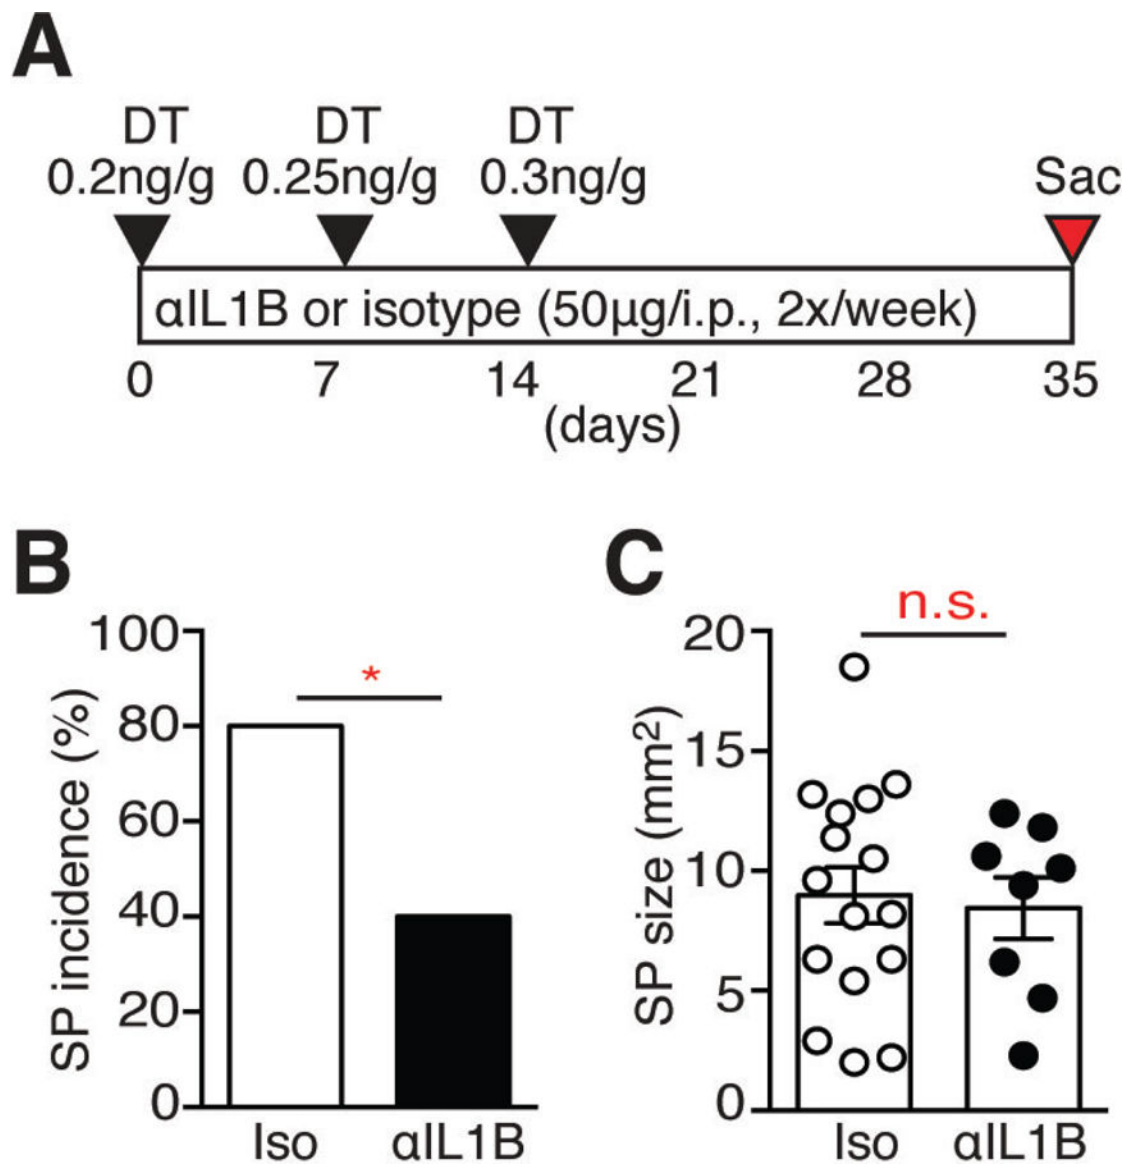 A
DT DT DT
0.2ng/g 0.25ng/g 0.3ng/g Sac
αIL1B or isotype (50µg/i.p., 2x/week)
0 7 14 21 28 35
(days)
B
SP incidence (%)
100
80
60
40
20
0
*
Iso αIL1B
C
SP size (mm²)
20
15
10
5
0
n.s.
Iso αIL1B